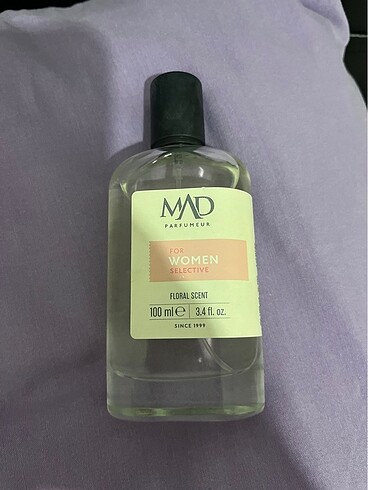 MAD
PARFUMEUR
FOR
WOMEN
SELECTIVE
FLORAL SCENT
100 ml ℮ 3.4 fl. oz.
SINCE 1999